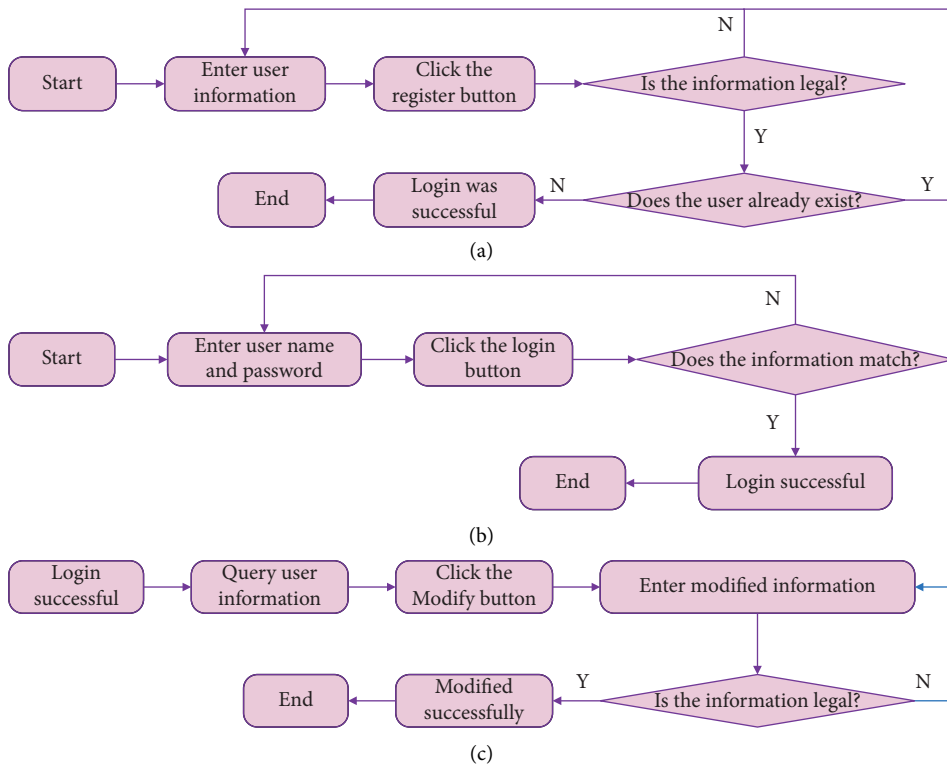 N
Start
Enter user
information
Click the
register button
Is the information legal?
Y
End
Login was
successful
N
Does the user already exist?
Y
(a)
N
Start
Enter user name
and password
Click the login
button
Does the information match?
Y
End
Login successful
(b)
Login
successful
Query user
information
Click the
Modify button
Enter modified information
End
Modified
successfully
Y
Is the information legal?
N
(c)